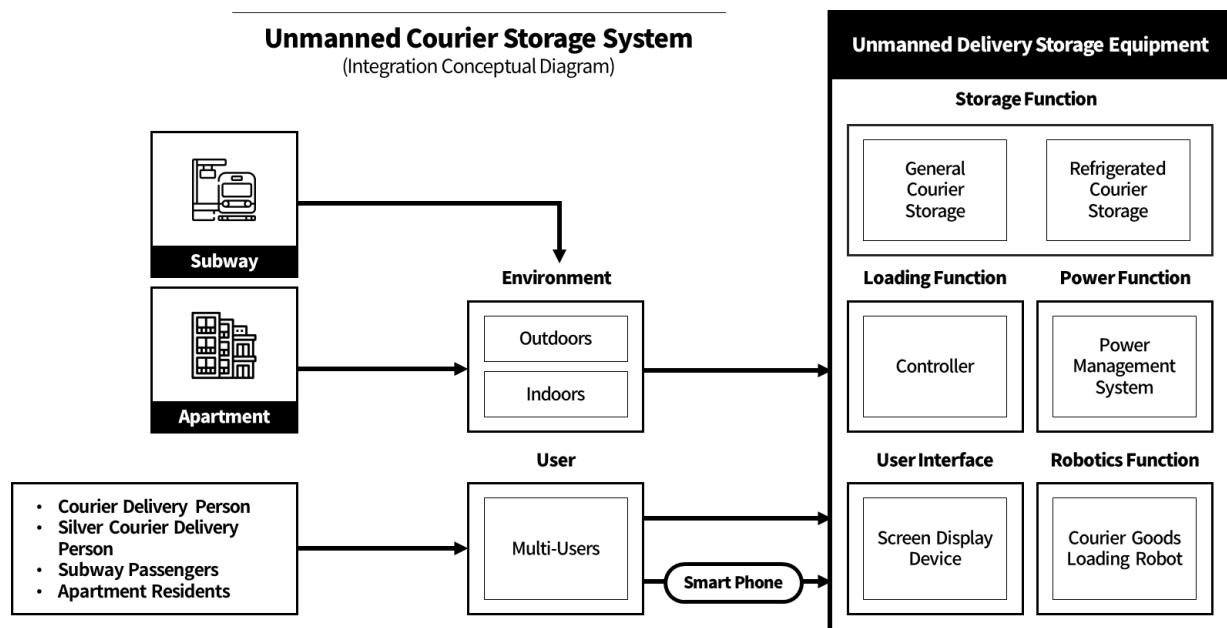 Unmanned Courier Storage System
(Integration Conceptual Diagram)
Subway
Apartment
Environment
Outdoors
Indoors
• Courier Delivery Person
• Silver Courier Delivery
Person
• Subway Passengers
• Apartment Residents
User
Multi-Users
Smart Phone
Unmanned Delivery Storage Equipment
Storage Function
General
Courier
Storage
Refrigerated
Courier
Storage
Loading Function
Controller
Power Function
Power
Management
System
User Interface
Screen Display
Device
Robotics Function
Courier Goods
Loading Robot